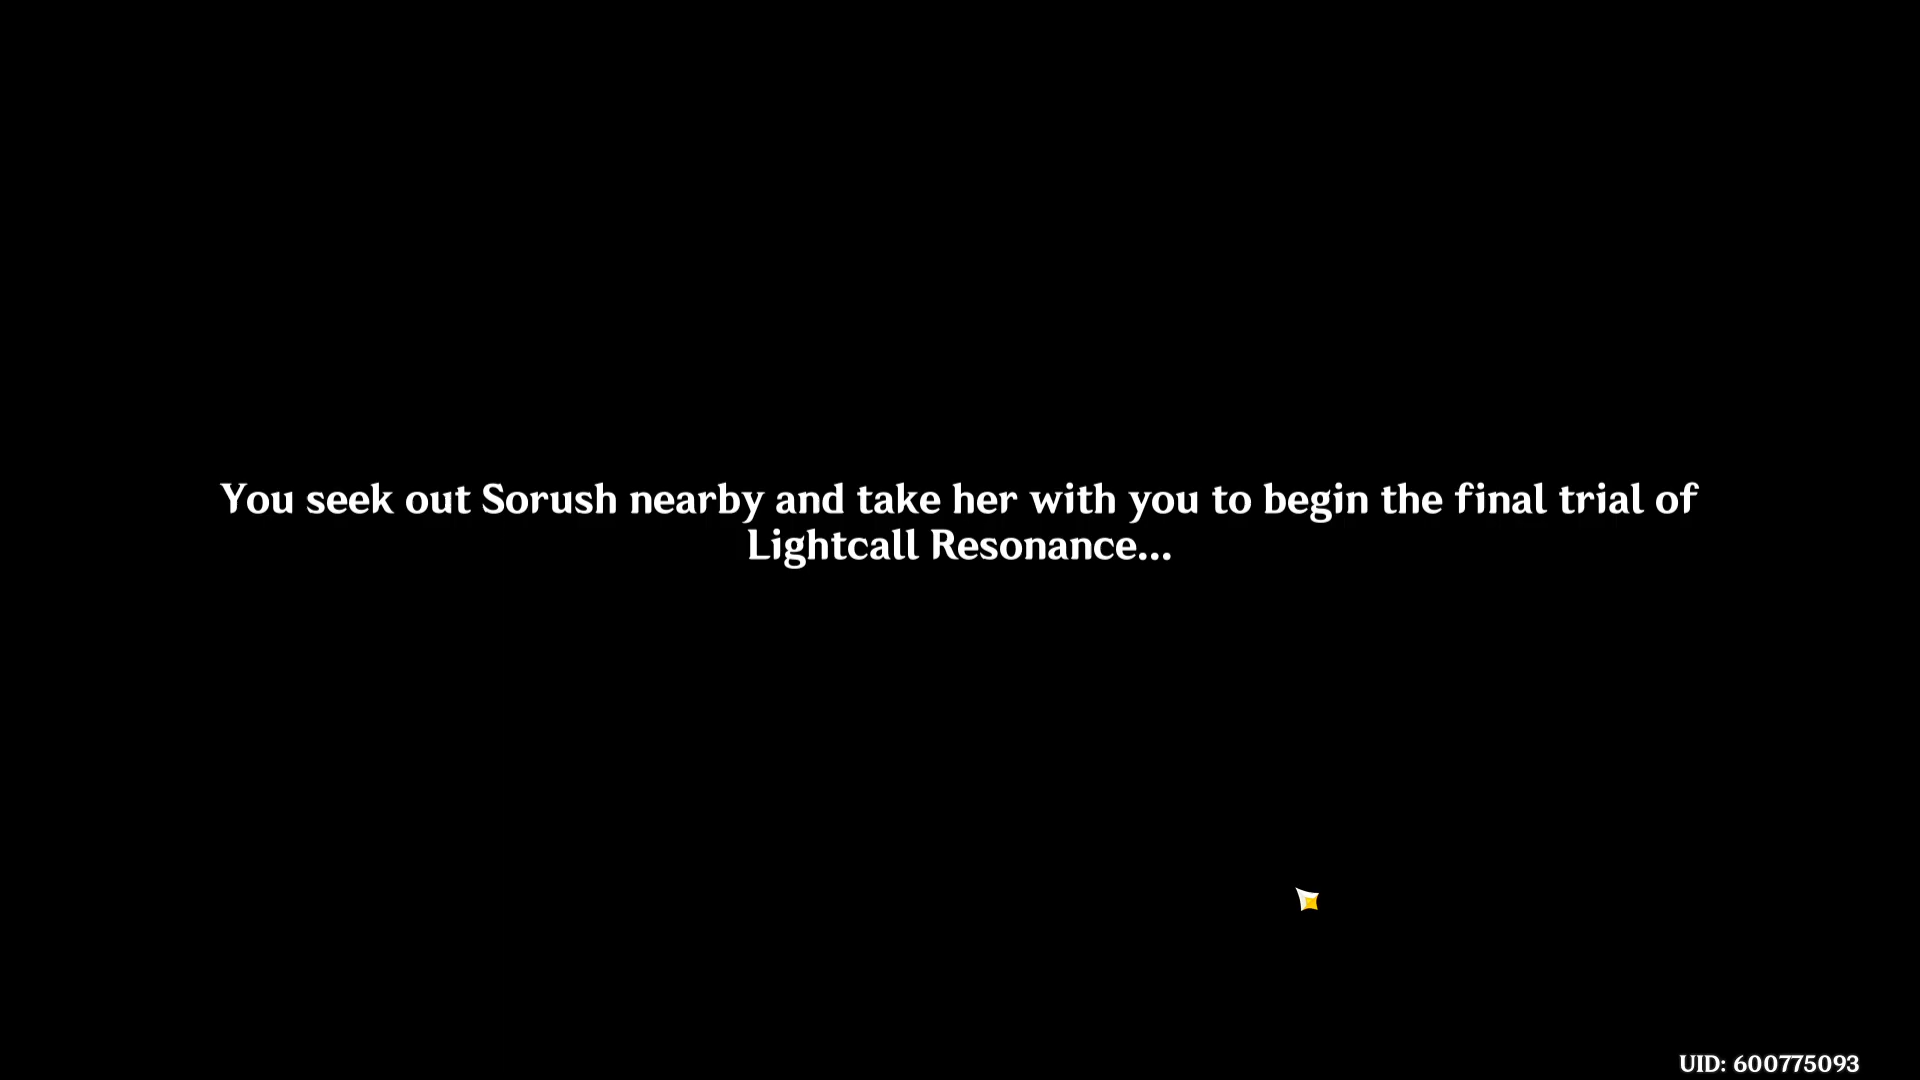 You seek out Sorush nearby and take her with you to begin the final trial of
Lightcall Resonance...
UID: 600775093